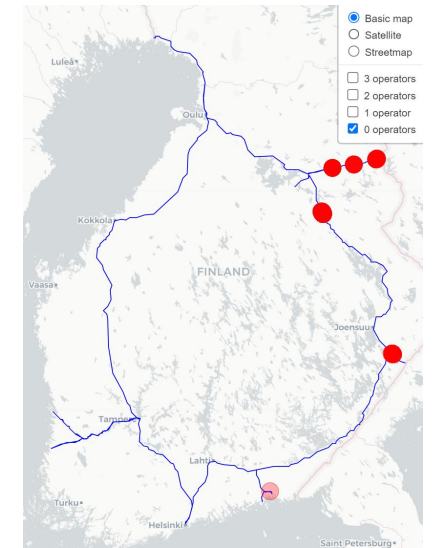 Basic map
Satellite
Streetmap
3 operators
2 operators
1 operator
0 operators
Luleå
Oulu
Kokkola
FINLAND
Vaasa
Joensuu
Tampere
Lahti
Turku
Helsinki
Saint Petersburg